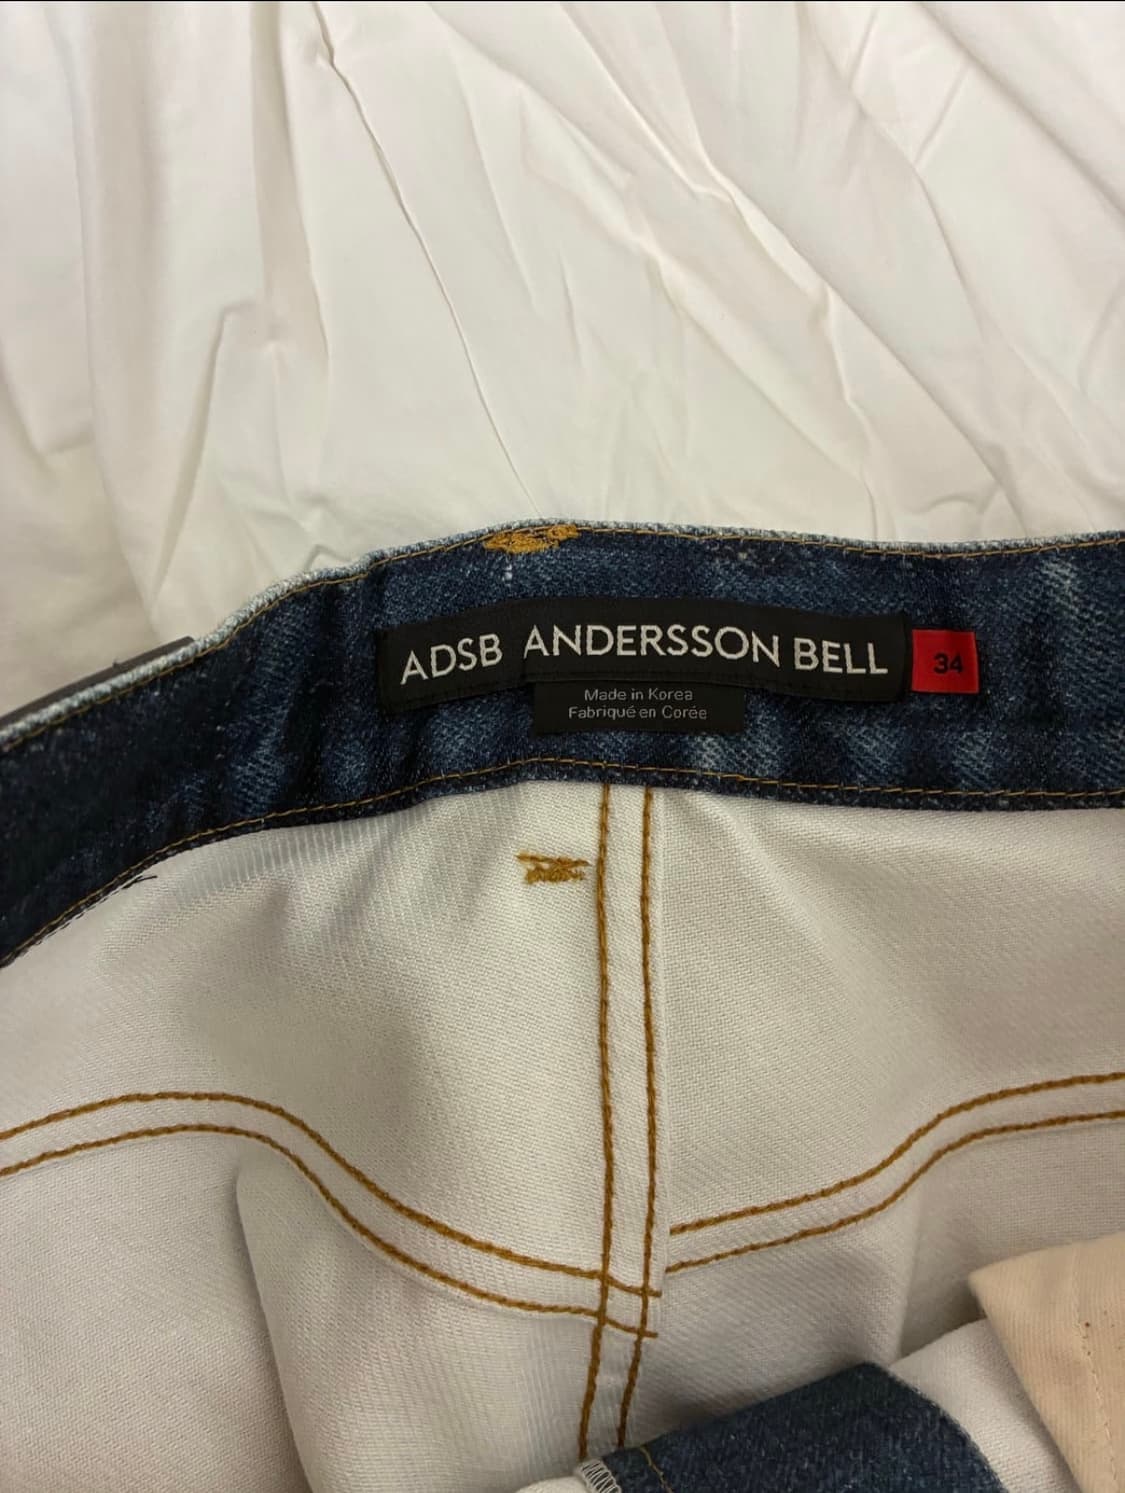 ADSB ANDERSSON BELL
34
Made in Korea
Fabriqué en Corée